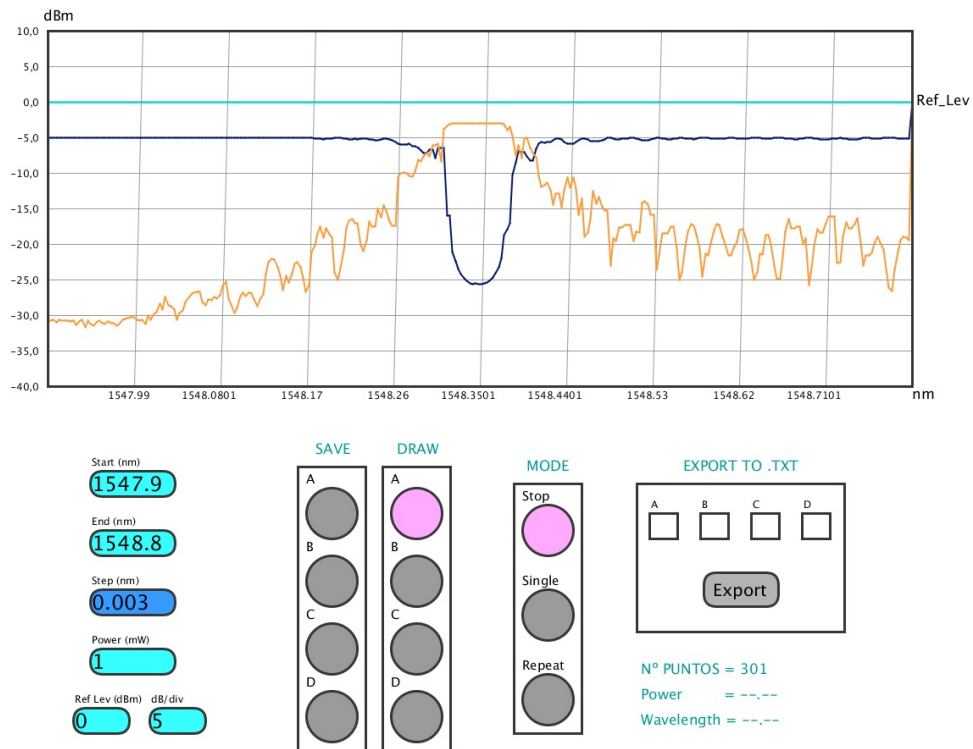 dBm
10,0
5,0
0,0
Ref_Lev
-5,0
-10,0
-15,0
-20,0
-25,0
-30,0
-35,0
-40,0
1547.99 1548.0801 1548.17 1548.26 1548.3501 1548.4401 1548.53 1548.62 1548.7101 nm
SAVE DRAW
MODE EXPORT TO .TXT
Start (nm)
1547.9
End (nm)
1548.8
Step (nm)
0.003
Power (mW)
1
Ref Lev (dBm) dB/div
0 5
A A
B B
C C
D D
Stop
Single
Repeat
A B C D
Export
Nº PUNTOS = 301
Power = --.--
Wavelength = --.--